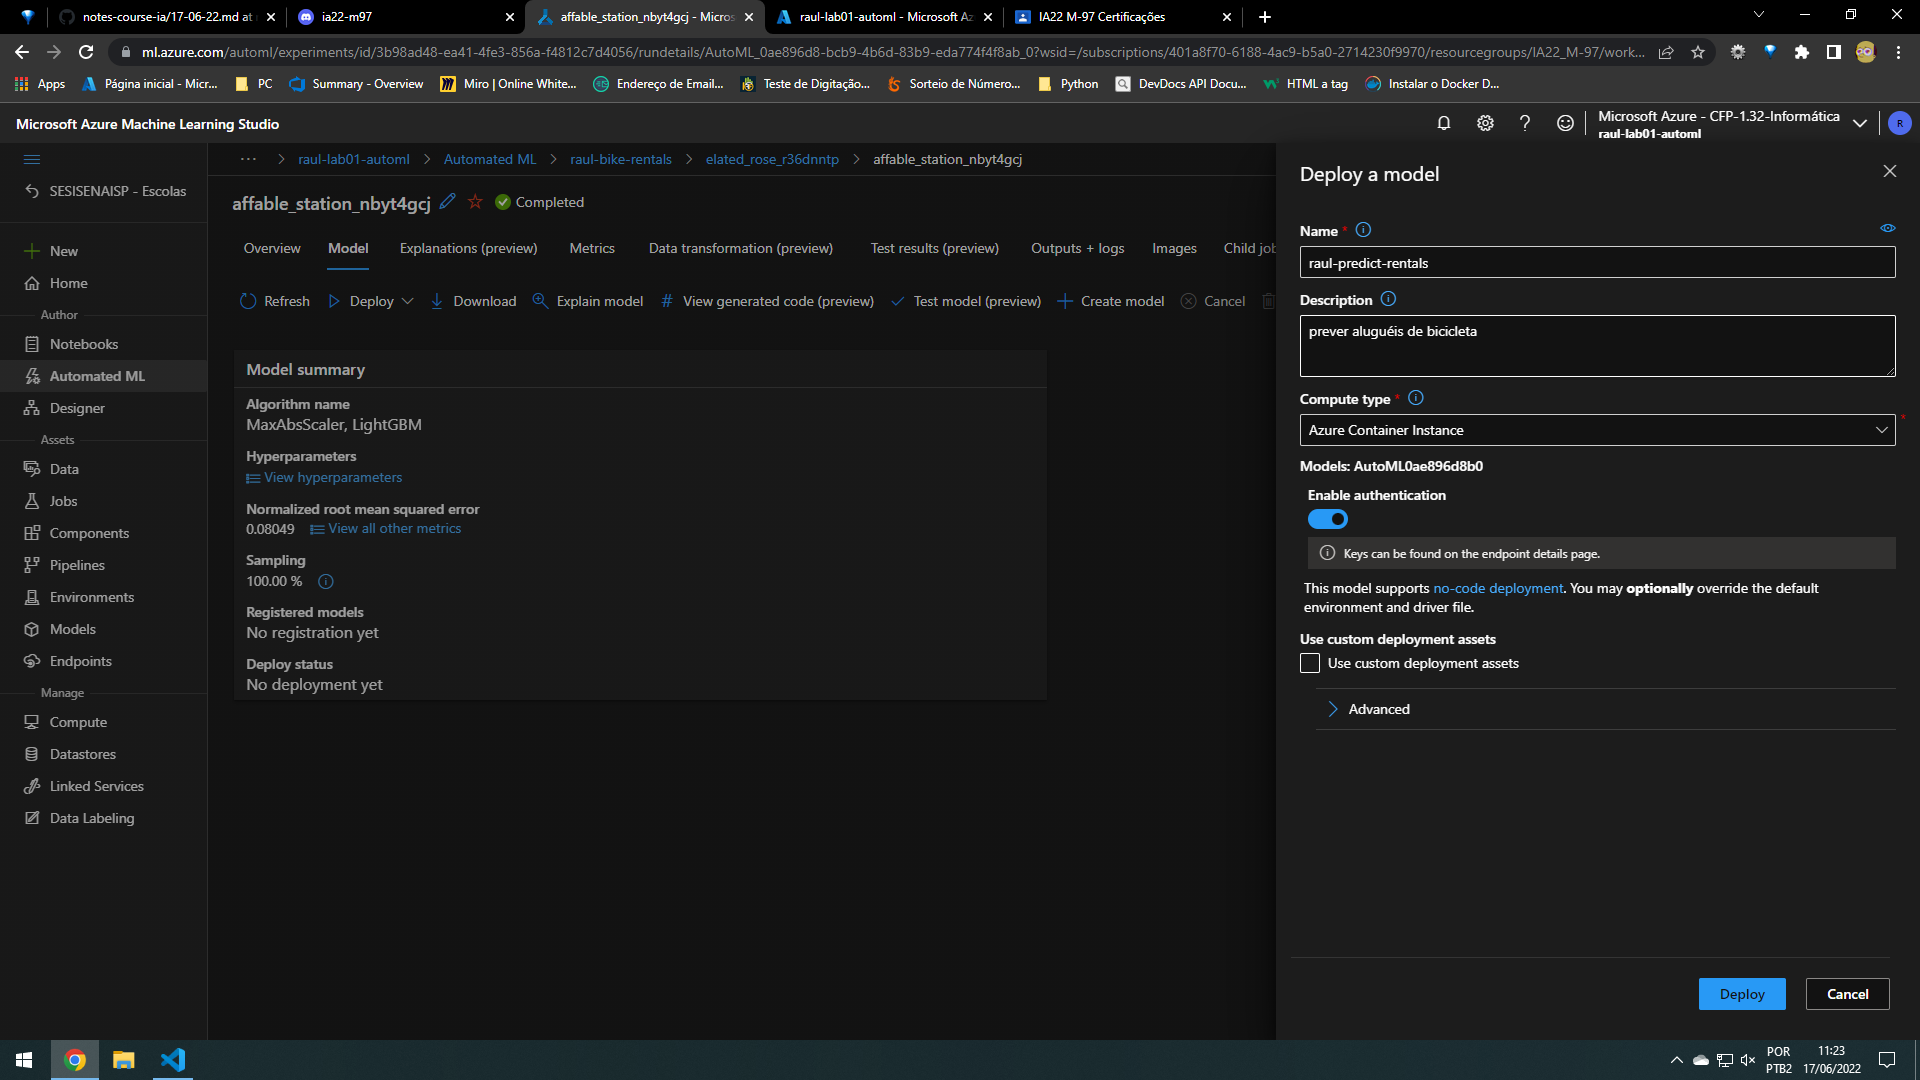 notes-course-ia/17-06-22.md at
ia22-m97
affable_station_nbyt4gcj - Micros
raul-lab01-automl - Microsoft Az
IA22 M-97 Certificações
ml.azure.com/automl/experiments/id/3b98ad48-ea41-4fe3-856a-f4812c7d4056/rundetails/AutoML_0ae896d8-bcb9-4b6d-83b9-eda774f4f8ab_0?wsid=/subscriptions/401a8f70-6188-4ac9-b5a0-2714230f9970/resourcegroups/IA22_M-97/work...
Apps
Página inicial - Micr...
PC
Summary - Overview
Miro | Online White...
Endereço de Email...
Teste de Digitação...
Sorteio de Número...
Python
DevDocs API Docu...
HTML a tag
Instalar o Docker D...
Microsoft Azure Machine Learning Studio
Microsoft Azure - CFP-1.32-Informática
raul-lab01-automl
R
SESISENAISP - Escolas
New
Home
Author
Notebooks
Automated ML
Designer
Assets
Data
Jobs
Components
Pipelines
Environments
Models
Endpoints
Manage
Compute
Datastores
Linked Services
Data Labeling
... > raul-lab01-automl > Automated ML > raul-bike-rentals > elated_rose_r36dnntp > affable_station_nbyt4gcj
affable_station_nbyt4gcj
Completed
Overview
Model
Explanations (preview)
Metrics
Data transformation (preview)
Test results (preview)
Outputs + logs
Images
Child job
Refresh
Deploy
Download
Explain model
View generated code (preview)
Test model (preview)
Create model
Cancel
Model summary
Algorithm name
MaxAbsScaler, LightGBM
Hyperparameters
View hyperparameters
Normalized root mean squared error
0.08049 View all other metrics
Sampling
100.00 %
Registered models
No registration yet
Deploy status
No deployment yet
Deploy a model
Name *
raul-predict-rentals
Description
prever aluguéis de bicicleta
Compute type *
Azure Container Instance
Models: AutoML0ae896d8b0
Enable authentication
Keys can be found on the endpoint details page.
This model supports no-code deployment. You may optionally override the default
environment and driver file.
Use custom deployment assets
Use custom deployment assets
Advanced
Deploy
Cancel
POR
PTB2
11:23
17/06/2022